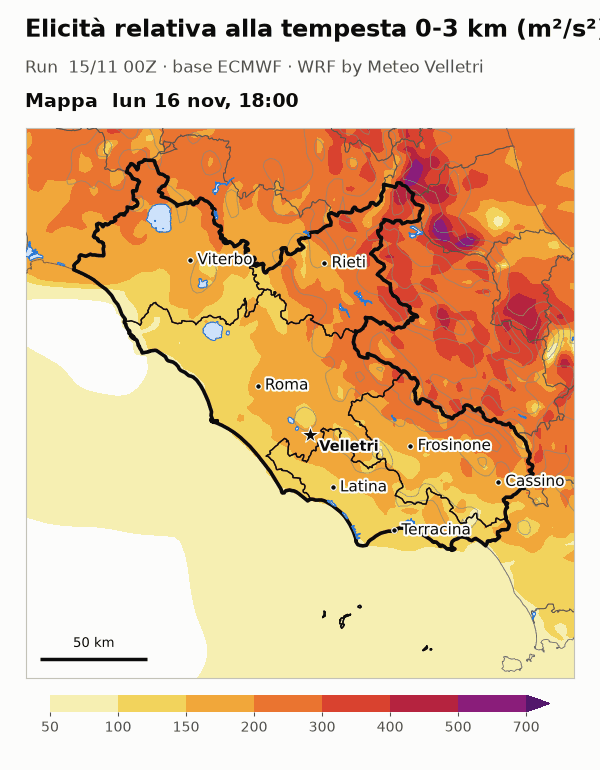 Elicità relativa alla tempesta 0-3 km (m²/s²)
Run  15/11 00Z · base ECMWF · WRF by Meteo Velletri
Mappa  lun 16 nov, 18:00
Viterbo
Rieti
Roma
Velletri
Frosinone
Latina
Cassino
Terracina
50 km
50 100 150 200 300 400 500 700